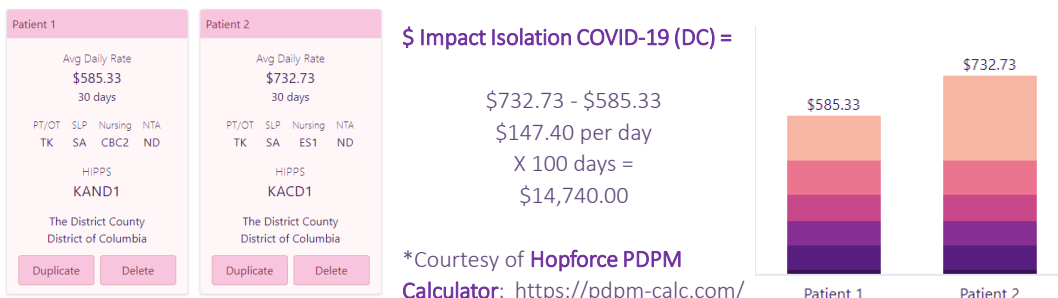 Patient 1
Avg Daily Rate
$585.33
30 days
PT/OT SLP Nursing NTA
TK SA CBC2 ND
HIPPS
KAND1
The District County
District of Columbia
Duplicate Delete
Patient 2
Avg Daily Rate
$732.73
30 days
PT/OT SLP Nursing NTA
TK SA ES1 ND
HIPPS
KACD1
The District County
District of Columbia
Duplicate Delete
$ Impact Isolation COVID-19 (DC) =
$732.73 - $585.33
$147.40 per day
X 100 days =
$14,740.00
*Courtesy of Hopforce PDPM
Calculator: https://pdpm-calc.com/
$585.33
$732.73
Patient 1
Patient 2